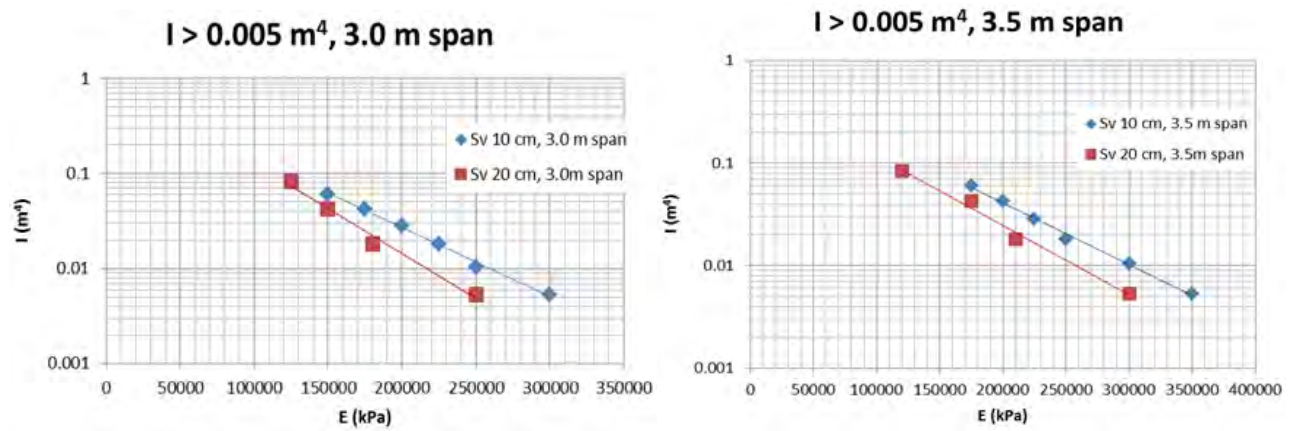 I > 0.005 m⁴, 3.0 m span
1
0.1
0.01
0.001
I (m⁴)
0 50000 100000 150000 200000 250000 300000 350000
E (kPa)
Sv 10 cm, 3.0 m span
Sv 20 cm, 3.0m span
I > 0.005 m⁴, 3.5 m span
1
0.1
0.01
0.001
I (m⁴)
0 50000 100000 150000 200000 250000 300000 350000 400000
E (kPa)
Sv 10 cm, 3.5 m span
Sv 20 cm, 3.5m span